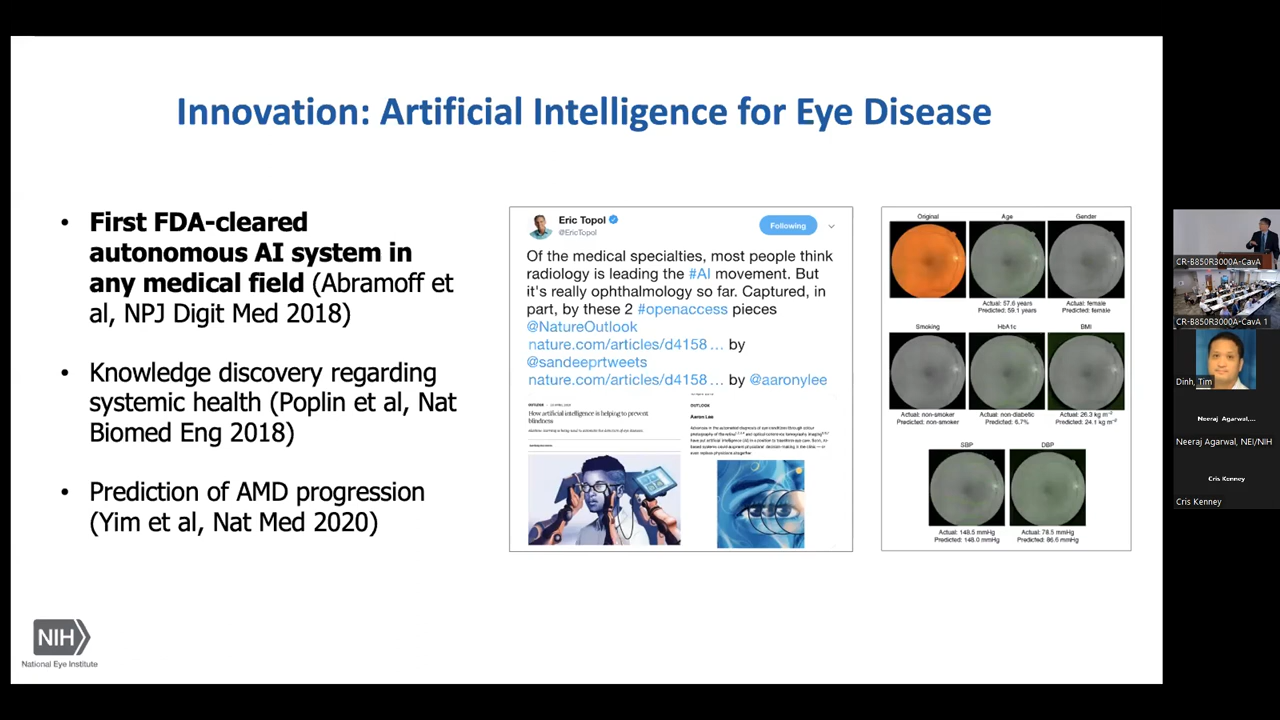 Innovation: Artificial Intelligence for Eye Disease
• First FDA-cleared
autonomous AI system in
any medical field (Abramoff et
al, NPJ Digit Med 2018)
• Knowledge discovery regarding
systemic health (Poplin et al, Nat
Biomed Eng 2018)
• Prediction of AMD progression
(Yim et al, Nat Med 2020)
NIH
National Eye Institute
Eric Topol
@EricTopol
Following
Of the medical specialties, most people think
radiology is leading the #AI movement. But
it's really ophthalmology so far. Captured, in
part, by these 2 #openaccess pieces
@NatureOutlook
nature.com/articles/d4158 … by
@sandeeprtweets
nature.com/articles/d4158 … by @aaronylee
How artificial intelligence is helping to prevent
blindness
OUTLOOK
Aaron Lee
Original
Age
Gender
Actual: 57.6 years
Predicted: 59.1 years
Actual: female
Predicted: female
Smoking
HbA1c
BMI
Actual: non-smoker
Predicted: non-smoker
Actual: non-diabetic
Predicted: 6.7%
Actual: 26.3 kg m⁻²
Predicted: 24.1 kg m⁻²
SBP
DBP
Actual: 148.5 mmHg
Predicted: 148.0 mmHg
Actual: 78.5 mmHg
Predicted: 86.6 mmHg
CR-B850R3000A-CavA
CR-B850R3000A-CavA 1
Dinh, Tim
Neeraj Agarwal,...
Neeraj Agarwal, NEI/NIH
Cris Kenney
Cris Kenney